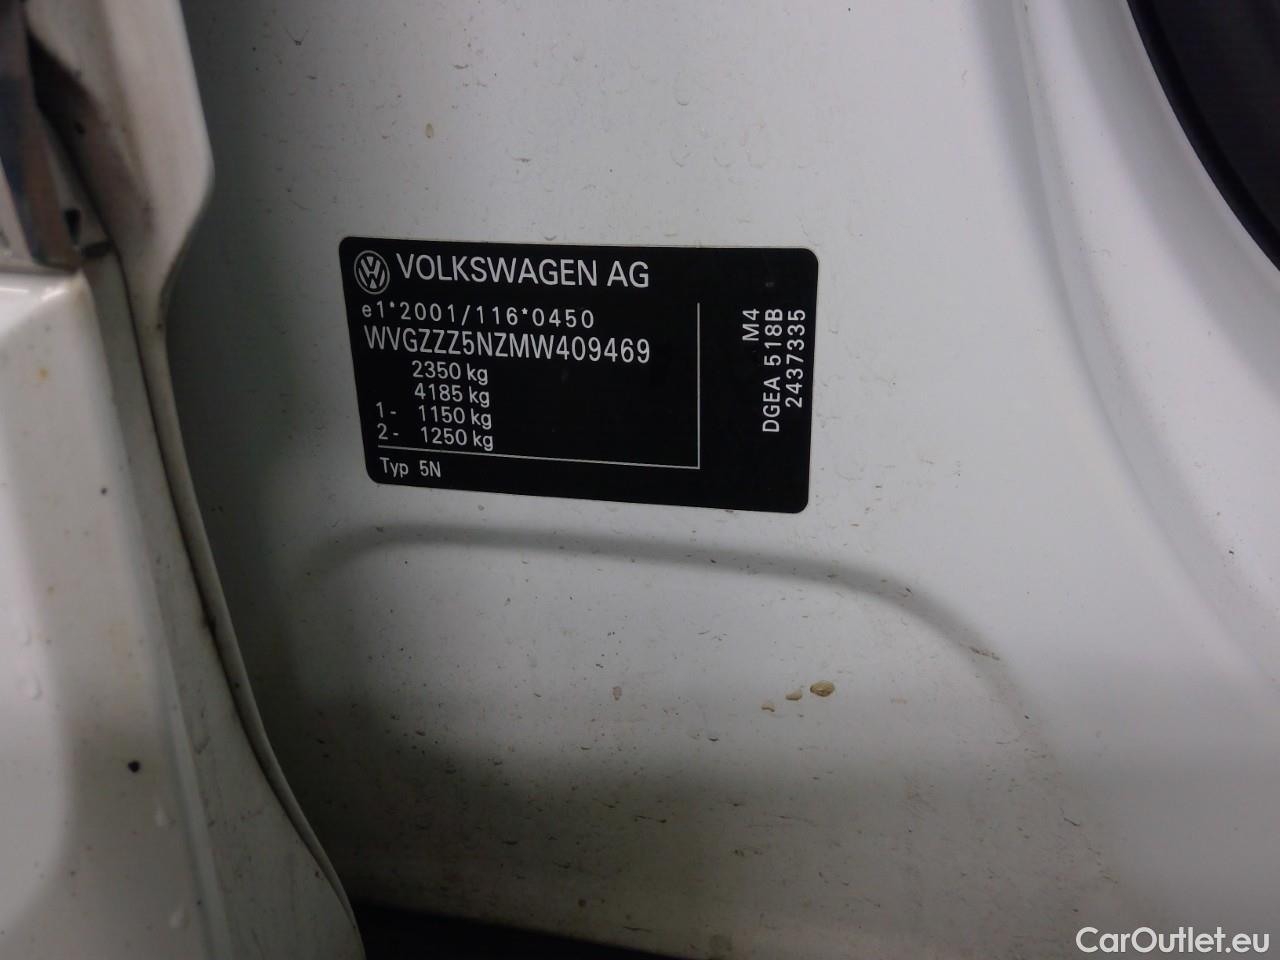 VOLKSWAGEN AG
e1*2001/116*0450
WVGZZZ5NZMW409469
2350 kg
4185 kg
1- 1150 kg
2- 1250 kg
Typ 5N
M4
DGEA 518B
2437335
CarOutlet.eu